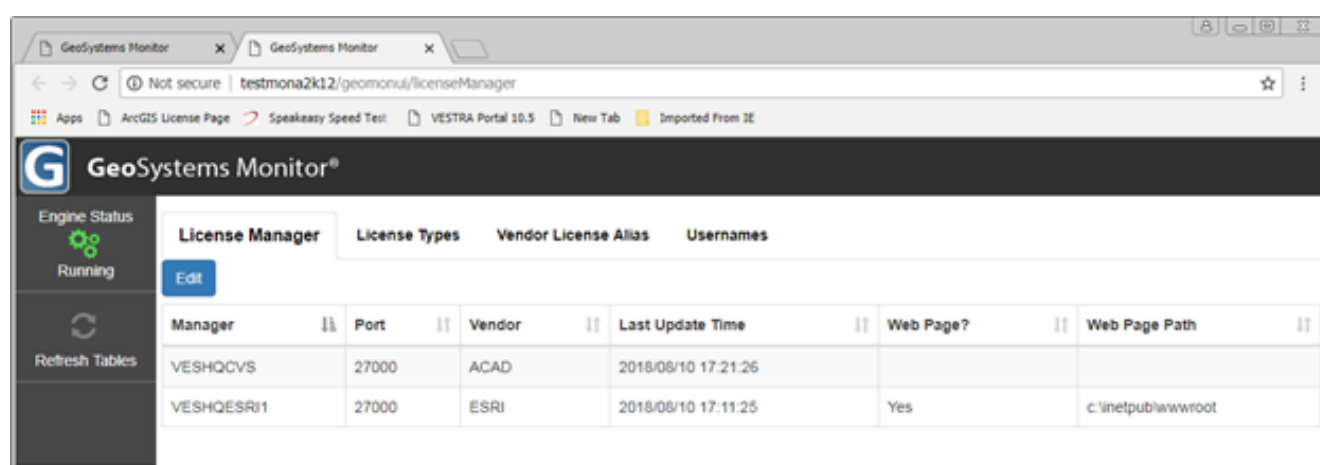 GeoSystems Monitor GeoSystems Monitor
Not secure | testmona2k12/geomonui/licenseManager
Apps ArcGIS License Page Speakeasy Speed Test VESTRA Portal 10.5 New Tab Imported From IE
G GeoSystems Monitor®
Engine Status
Running
Refresh Tables
License Manager License Types Vendor License Alias Usernames
Edit
Manager Port Vendor Last Update Time Web Page? Web Page Path
VESHQCVS 27000 ACAD 2018/08/10 17:21:26
VESHQESRI1 27000 ESRI 2018/08/10 17:11:25 Yes c:\inetpub\wwwroot